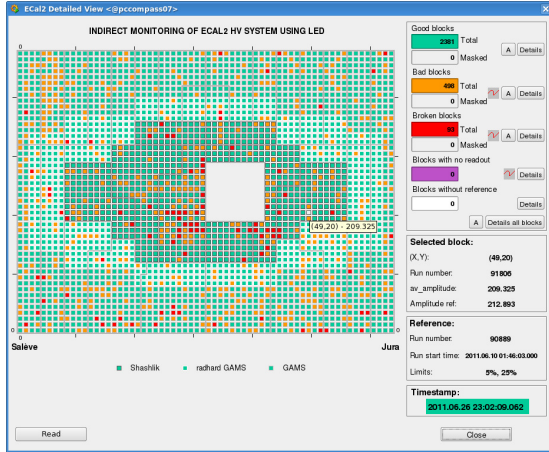 ECal2 Detailed View <@pccompass07>
INDIRECT MONITORING OF ECAL2 HV SYSTEM USING LED
0
0
0
0
Salève
Jura
(49,20) - 209.325
Shashlik
radhard GAMS
GAMS
Read
Good blocks
2381 Total
A Details
0 Masked
Bad blocks
498 Total
A Details
0 Masked
Broken blocks
Total
A Details
0 Masked
Blocks with no readout
0 Details
Blocks without reference
0 Details
A Details all blocks
Selected block:
(X,Y): (49,20)
Run number: 91806
av_amplitude: 209.325
Amplitude ref: 212.893
Reference:
Run number: 90889
Run start time: 2011.06.10 01:46:03.000
Limits: 5%, 25%
Timestamp:
2011.06.26 23:02:09.062
Close